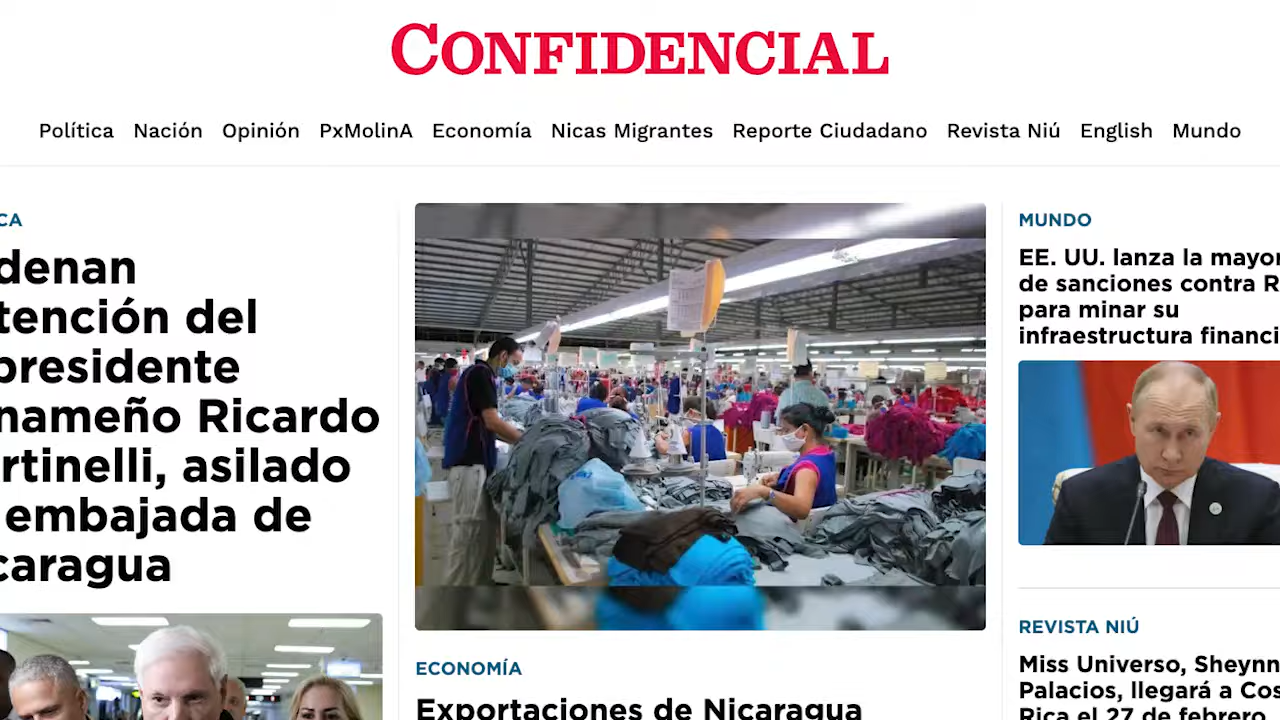 CONFIDENCIAL
Política Nación Opinión PxMolinA Economía Nicas Migrantes Reporte Ciudadano Revista Niú English Mundo
CA
denan
tención del
presidente
nameño Ricardo
rtinelli, asilado
embajada de
caragua
ECONOMÍA
Exportaciones de Nicaragua
MUNDO
EE. UU. lanza la mayor
de sanciones contra R
para minar su
infraestructura financi
REVISTA NIÚ
Miss Universo, Sheynn
Palacios, llegará a Cos
Rica el 27 de febrero